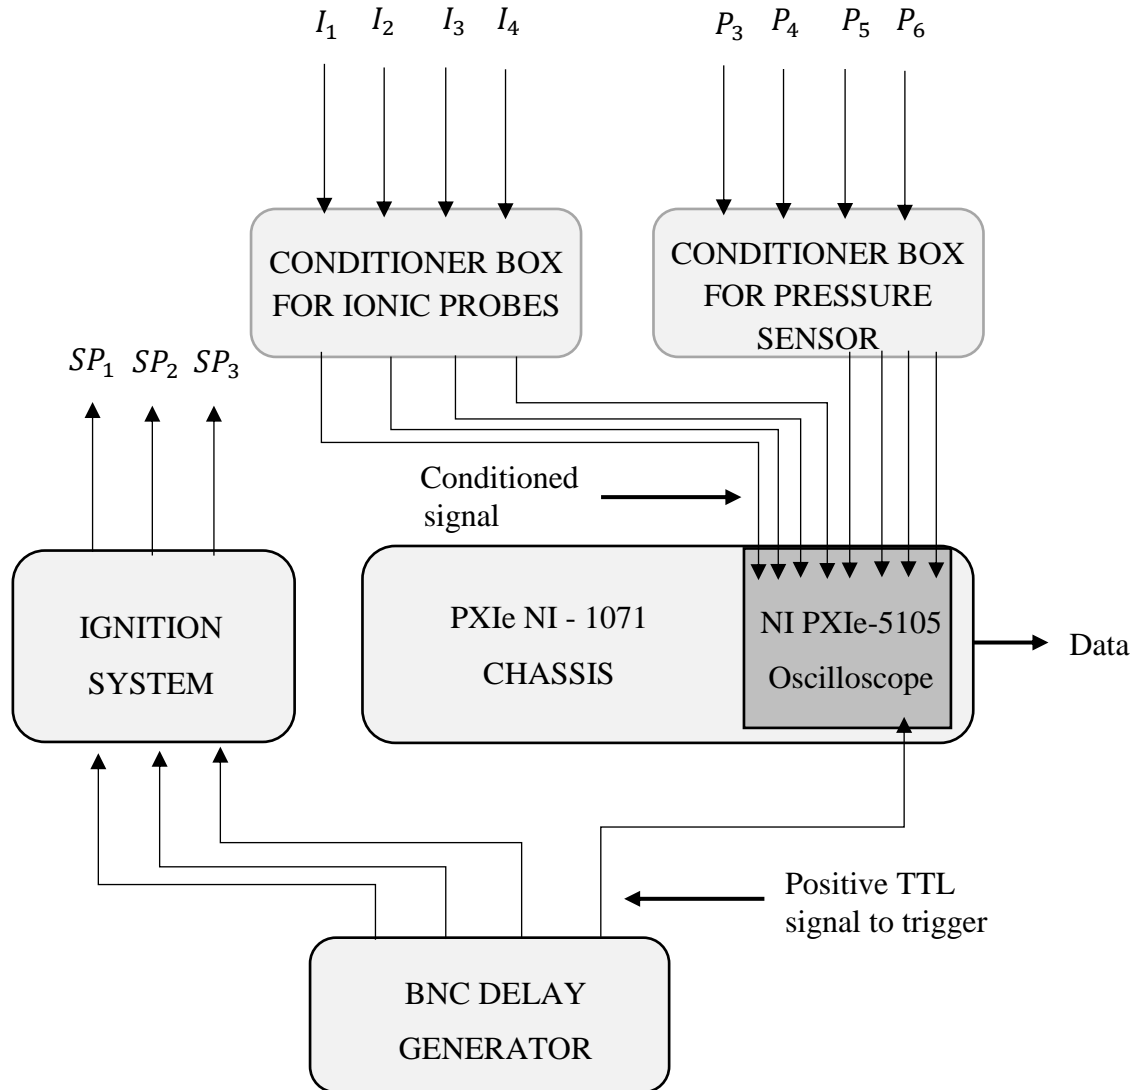 I₁ I₂ I₃ I₄
P₃ P₄ P₅ P₆
CONDITIONER BOX
FOR IONIC PROBES
CONDITIONER BOX
FOR PRESSURE
SENSOR
SP₁ SP₂ SP₃
Conditioned
signal
IGNITION
SYSTEM
PXIe NI - 1071
CHASSIS
NI PXIe-5105
Oscilloscope
Data
Positive TTL
signal to trigger
BNC DELAY
GENERATOR